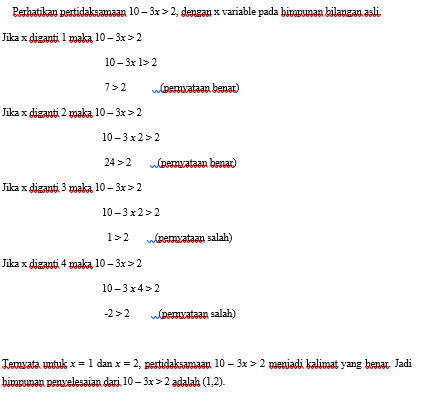 Perhatikan pertidaksamaan 10 – 3x > 2, dengan x variable pada himpunan bilangan asli.
Jika x diganti 1 maka 10 – 3x > 2
10 – 3x 1> 2
7 > 2 (pernyataan benar)
Jika x diganti 2 maka 10 – 3x > 2
10 – 3 x 2 > 2
24 > 2 (pernyataan benar)
Jika x diganti 3 maka 10 – 3x > 2
10 – 3 x 2 > 2
1 > 2 (pernyataan salah)
Jika x diganti 4 maka 10 – 3x > 2
10 – 3 x 4 > 2
-2 > 2 (pernyataan salah)
Ternyata untuk x = 1 dan x = 2, pertidaksamaan 10 – 3x > 2 menjadi kalimat yang benar. Jadi
himpunan penyelesaian dari 10 – 3x > 2 adalah (1,2).